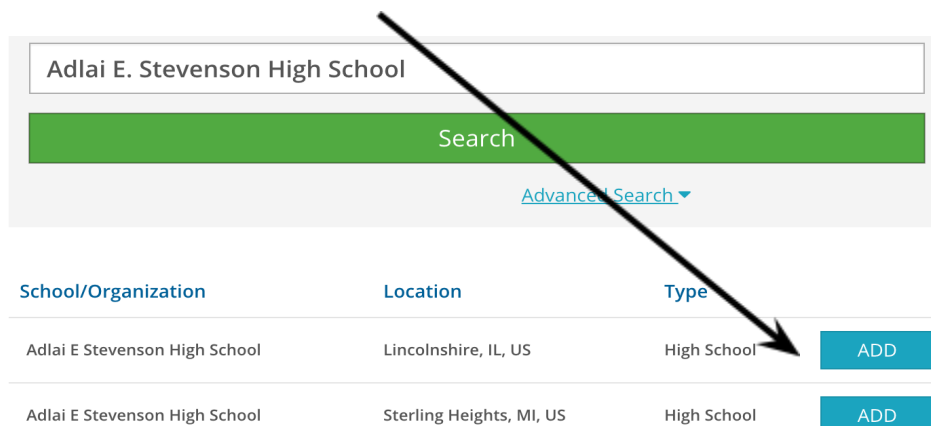 Adlai E. Stevenson High School
Search
Advanced Search
School/Organization Location Type
Adlai E Stevenson High School Lincolnshire, IL, US High School ADD
Adlai E Stevenson High School Sterling Heights, MI, US High School ADD